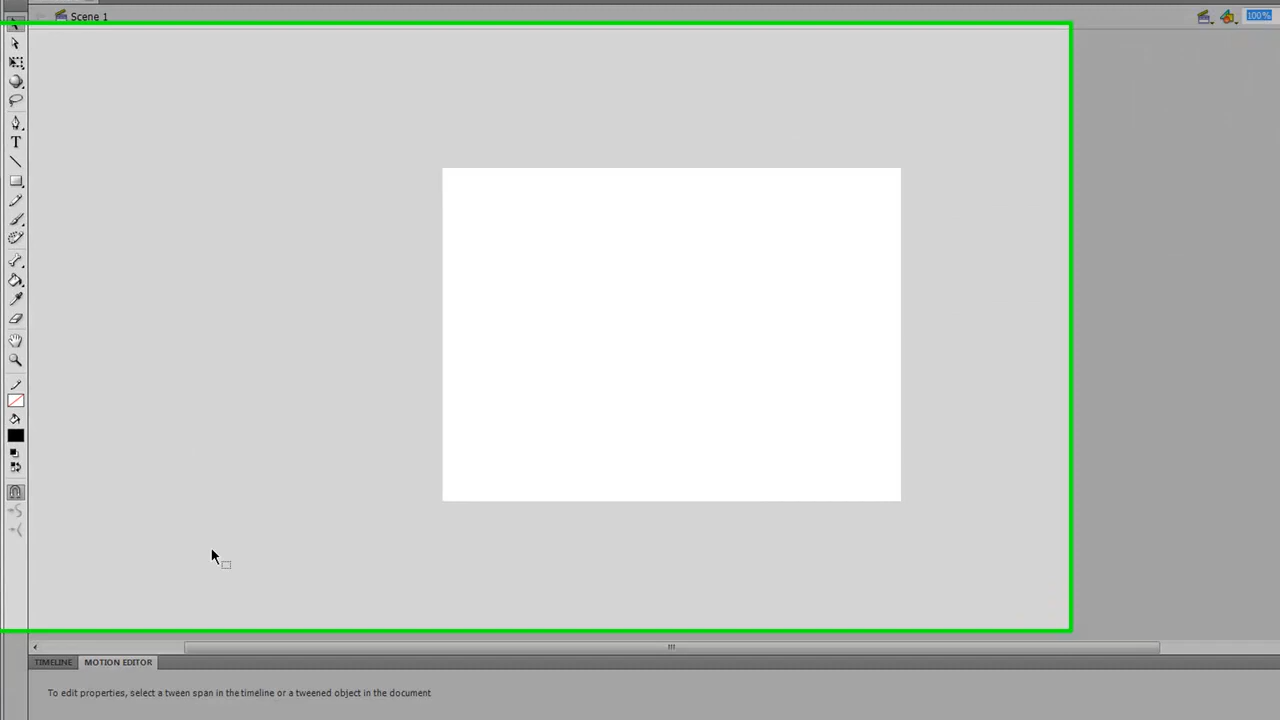 Scene 1
100%
T
TIMELINE
MOTION EDITOR
To edit properties, select a tween span in the timeline or a tweened object in the document